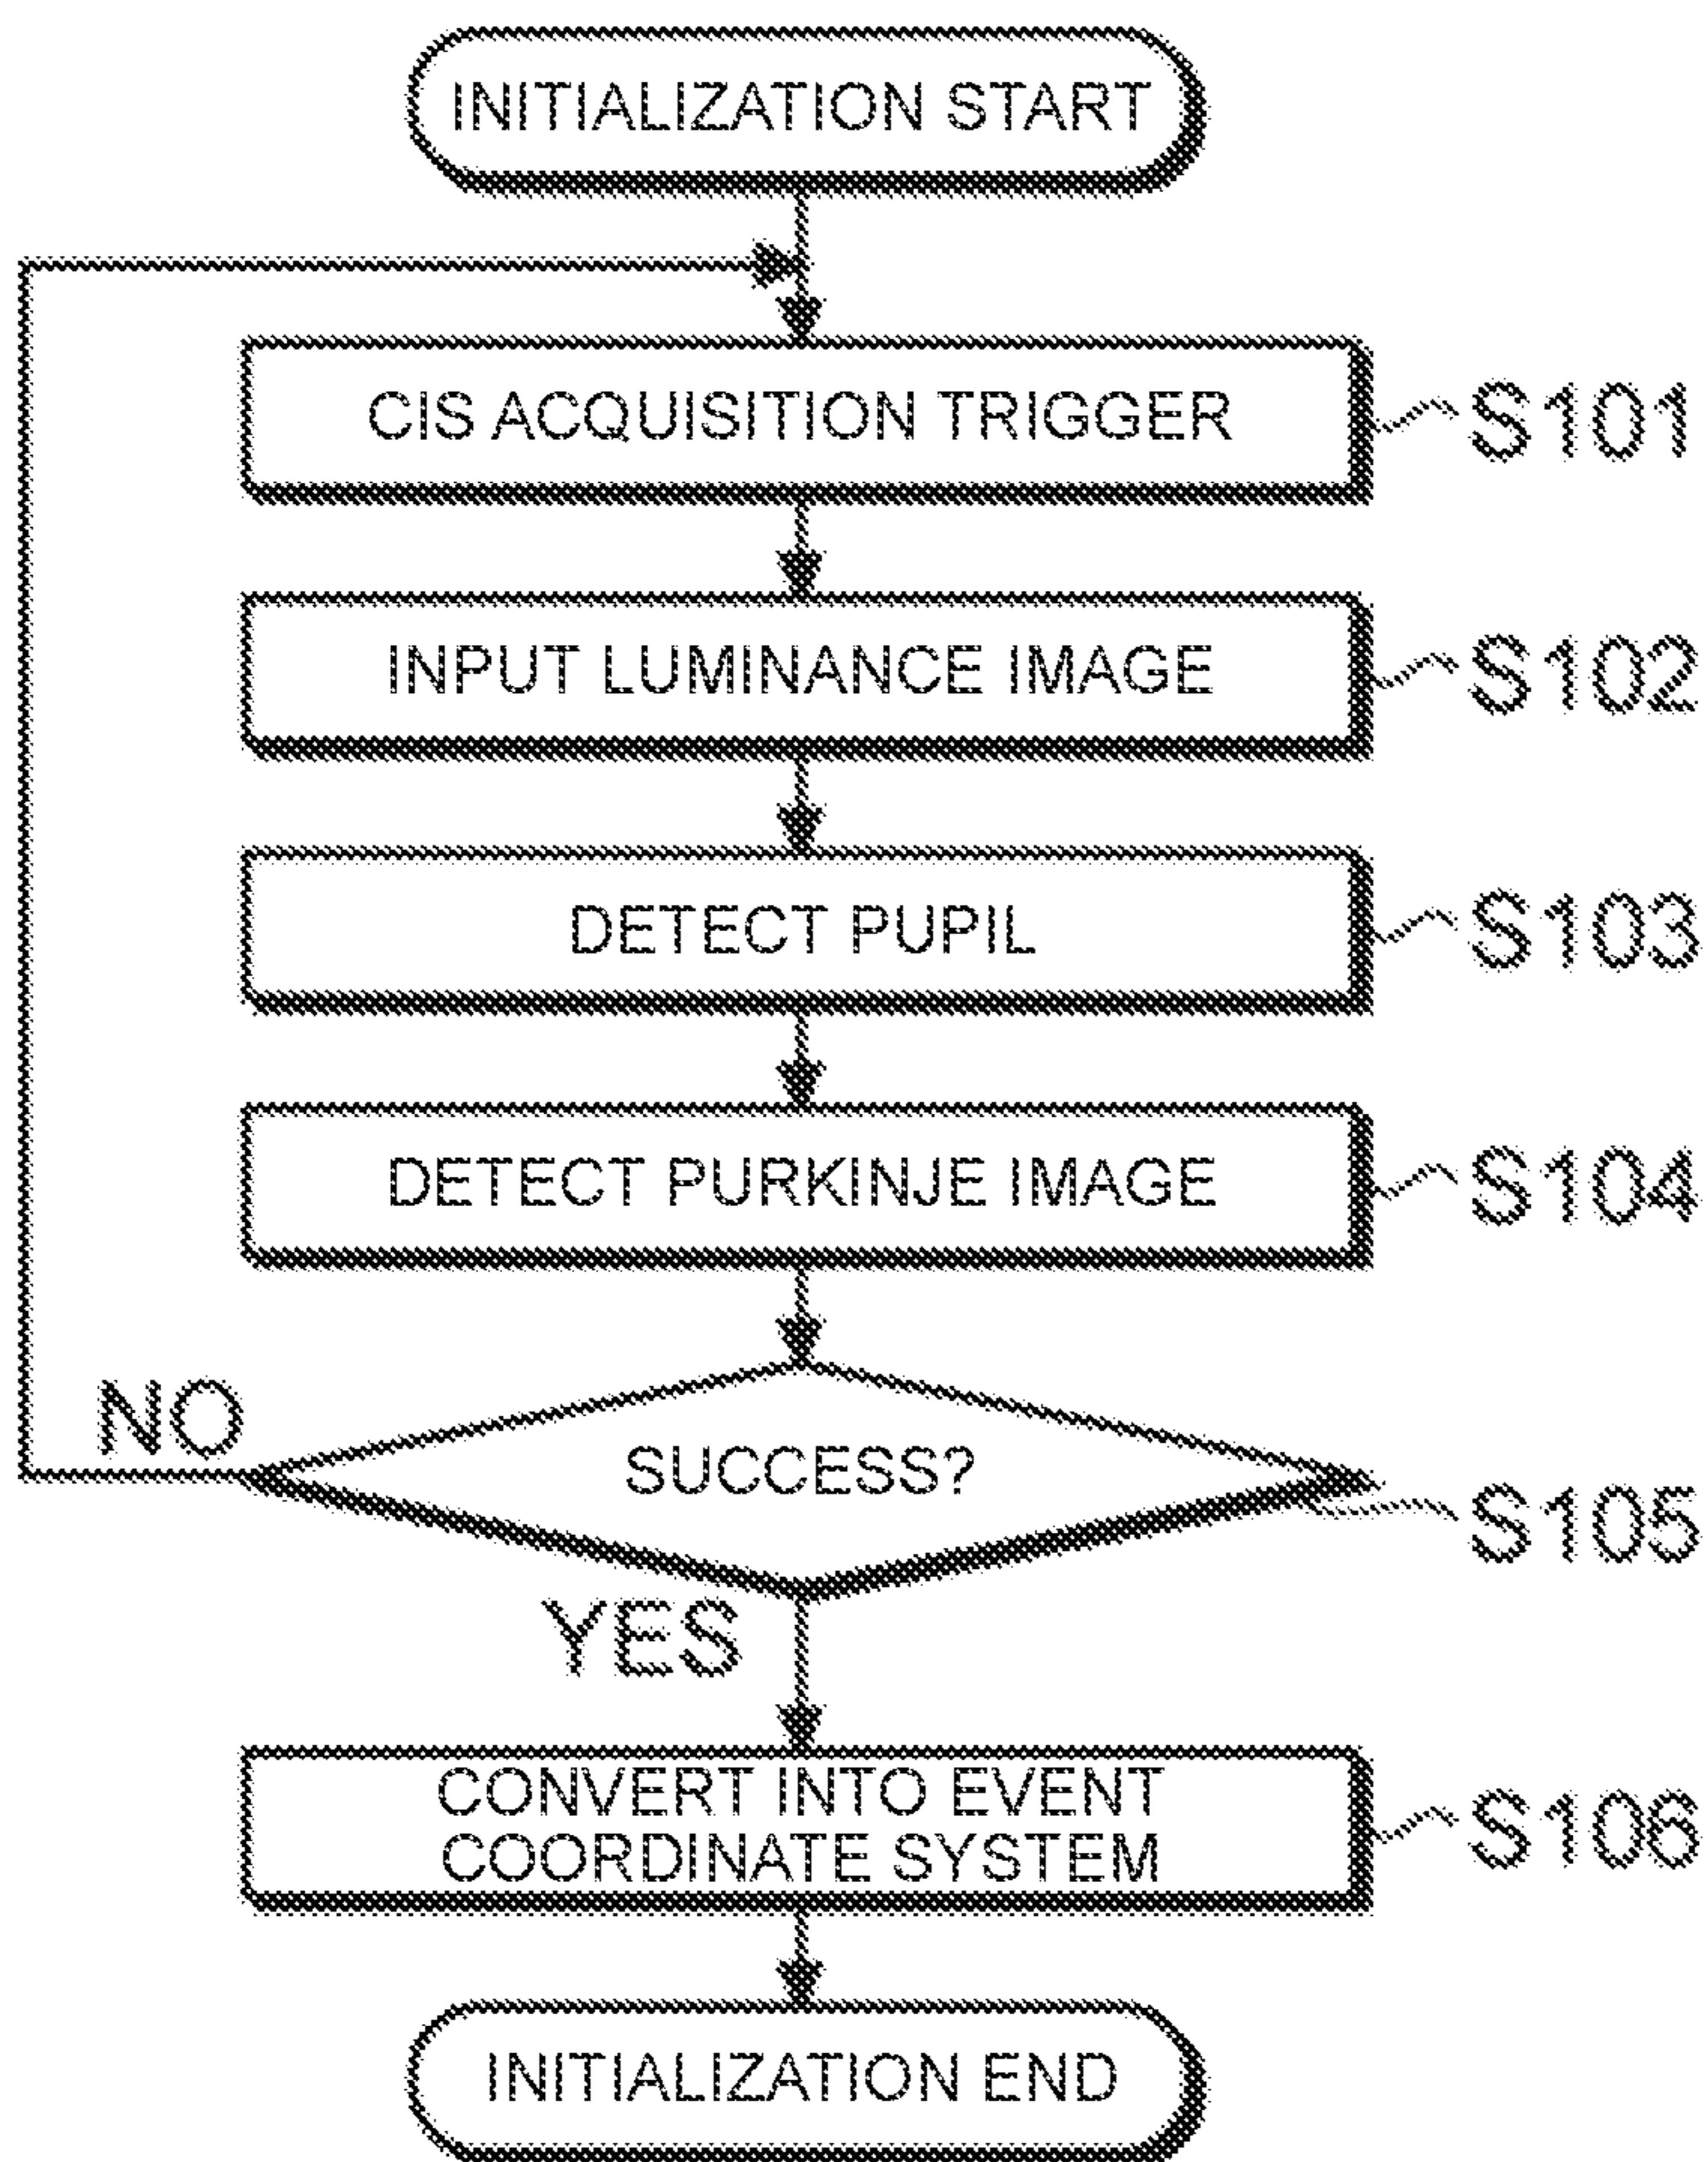 INITIALIZATION START
CIS ACQUISITION TRIGGER
S101
INPUT LUMINANCE IMAGE
S102
DETECT PUPIL
S103
DETECT PURKINJE IMAGE
S104
NO
SUCCESS?
S105
YES
CONVERT INTO EVENT
COORDINATE SYSTEM
S106
INITIALIZATION END